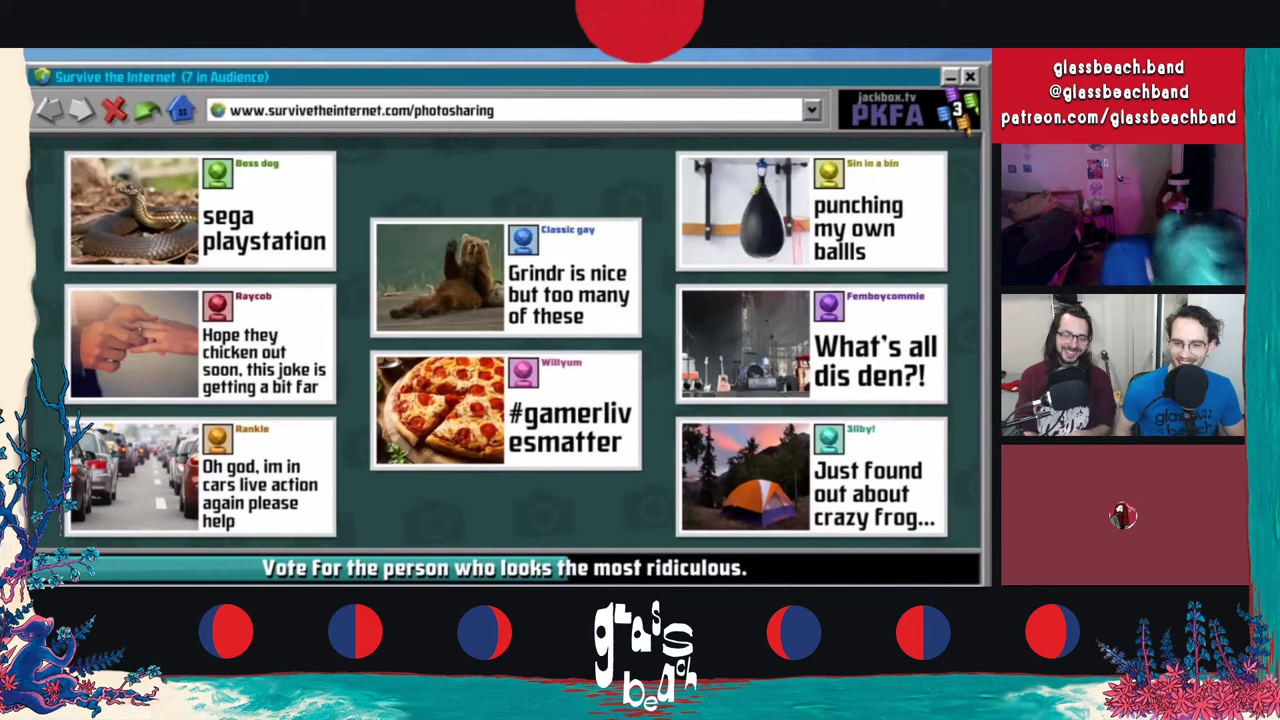 Survive the Internet (7 in Audience)
www.survivetheinternet.com/photosharing
jackbox.tv
PKFA
3
Boss dog
sega
playstation
Raycob
Hope they
chicken out
soon, this joke is
getting a bit far
Rankle
Oh god, im in
cars live action
again please
help
Classic gay
Grindr is nice
but too many
of these
Willyum
#gamerliv
esmatter
Sin in a bin
punching
my own
ballls
Femboycommie
What's all
dis den?!
3llby!
Just found
out about
crazy frog...
Vote for the person who looks the most ridiculous.
glassbeach.band
@glassbeachband
patreon.com/glassbeachband
glass
beach
glass
beach